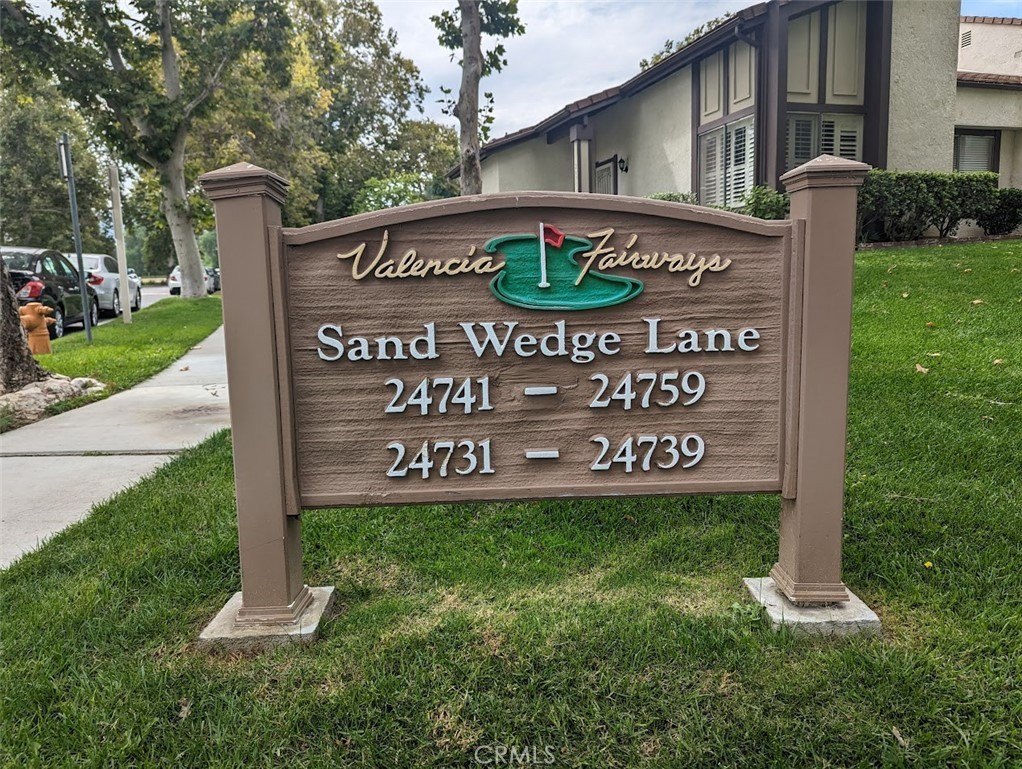 Valencia Fairways
Sand Wedge Lane
24741 – 24759
24731 – 24739
CRMLS